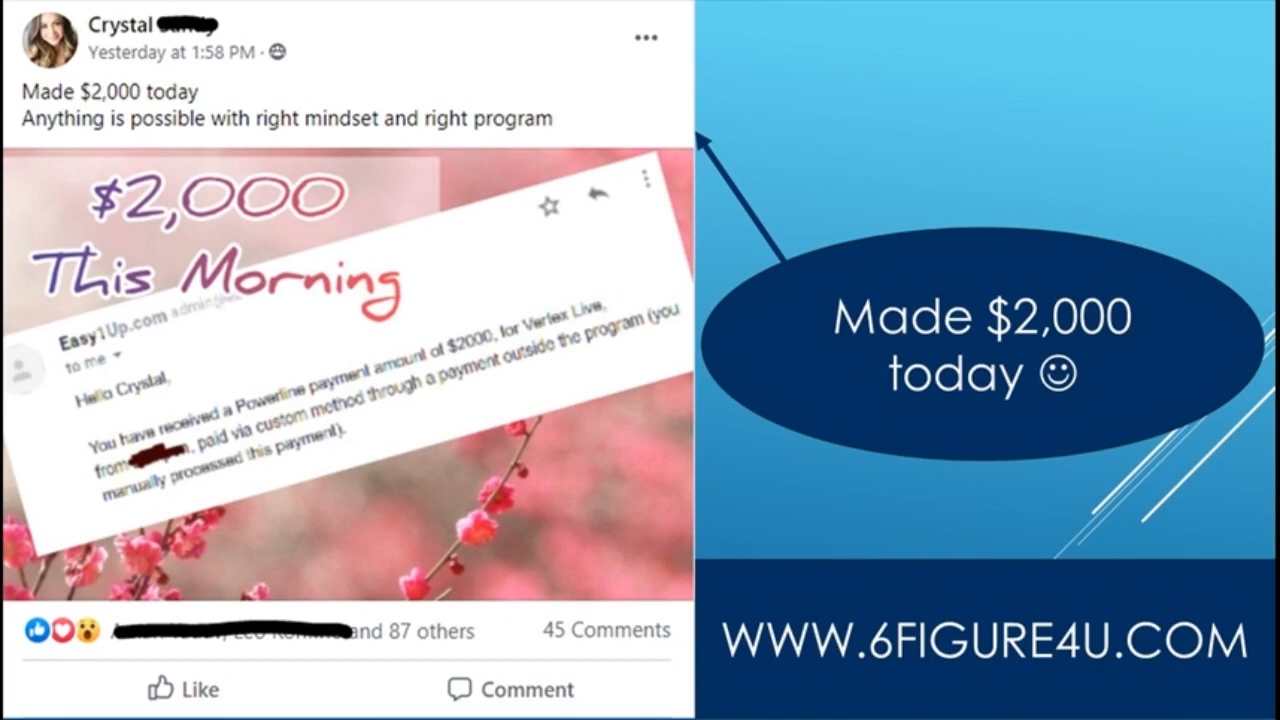 Crystal
Yesterday at 1:58 PM ·
Made $2,000 today
Anything is possible with right mindset and right program
$2,000
This Morning
Easy1Up.com
to me
Hello Crystal,
You have received a Powerline payment amount of $2000, for Vertex Live,
from, paid via custom method through a payment outside the program (you
manually processed this payment).
and 87 others
45 Comments
Like
Comment
Made $2,000
today ☺
WWW.6FIGURE4U.COM